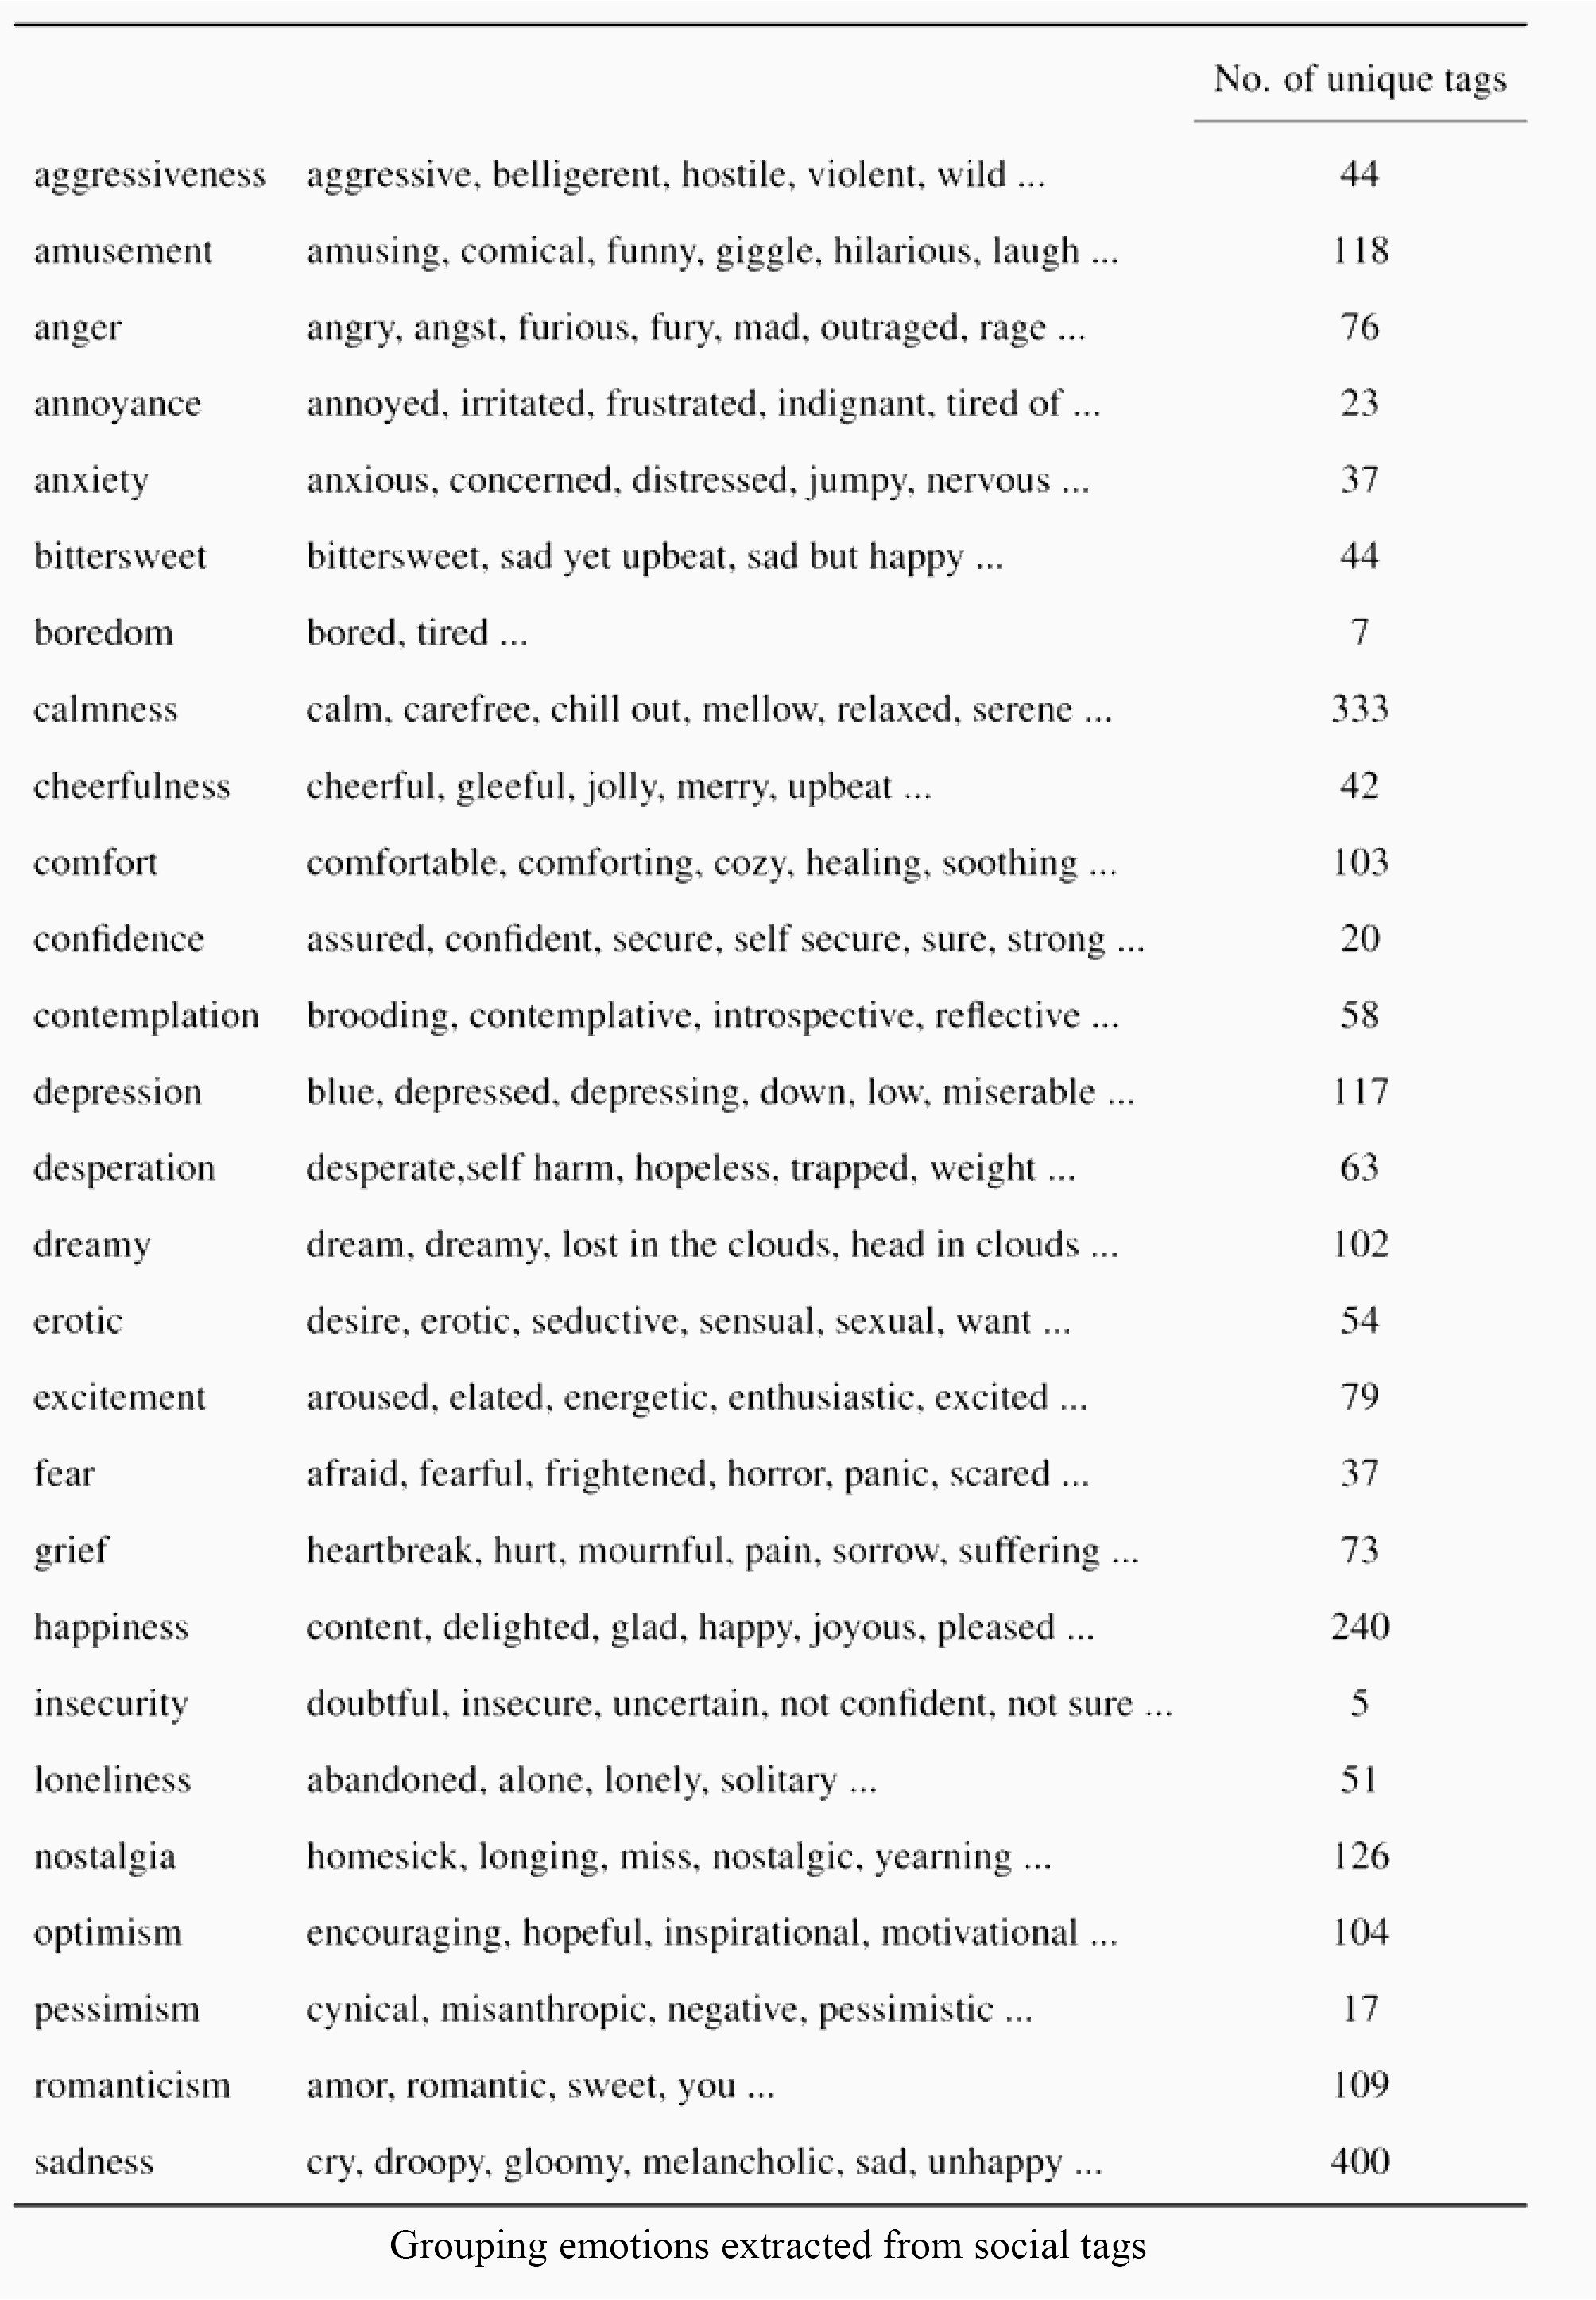 No. of unique tags
aggressiveness aggressive, belligerent, hostile, violent, wild ... 44
amusement amusing, comical, funny, giggle, hilarious, laugh ... 118
anger angry, angst, furious, fury, mad, outraged, rage ... 76
annoyance annoyed, irritated, frustrated, indignant, tired of ... 23
anxiety anxious, concerned, distressed, jumpy, nervous ... 37
bittersweet bittersweet, sad yet upbeat, sad but happy ... 44
boredom bored, tired ... 7
calmness calm, carefree, chill out, mellow, relaxed, serene ... 333
cheerfulness cheerful, gleeful, jolly, merry, upbeat ... 42
comfort comfortable, comforting, cozy, healing, soothing ... 103
confidence assured, confident, secure, self secure, sure, strong ... 20
contemplation brooding, contemplative, introspective, reflective ... 58
depression blue, depressed, depressing, down, low, miserable ... 117
desperation desperate,self harm, hopeless, trapped, weight ... 63
dreamy dream, dreamy, lost in the clouds, head in clouds ... 102
erotic desire, erotic, seductive, sensual, sexual, want ... 54
excitement aroused, elated, energetic, enthusiastic, excited ... 79
fear afraid, fearful, frightened, horror, panic, scared ... 37
grief heartbreak, hurt, mournful, pain, sorrow, suffering ... 73
happiness content, delighted, glad, happy, joyous, pleased ... 240
insecurity doubtful, insecure, uncertain, not confident, not sure ... 5
loneliness abandoned, alone, lonely, solitary ... 51
nostalgia homesick, longing, miss, nostalgic, yearning ... 126
optimism encouraging, hopeful, inspirational, motivational ... 104
pessimism cynical, misanthropic, negative, pessimistic ... 17
romanticism amor, romantic, sweet, you ... 109
sadness cry, droopy, gloomy, melancholic, sad, unhappy ... 400
Grouping emotions extracted from social tags